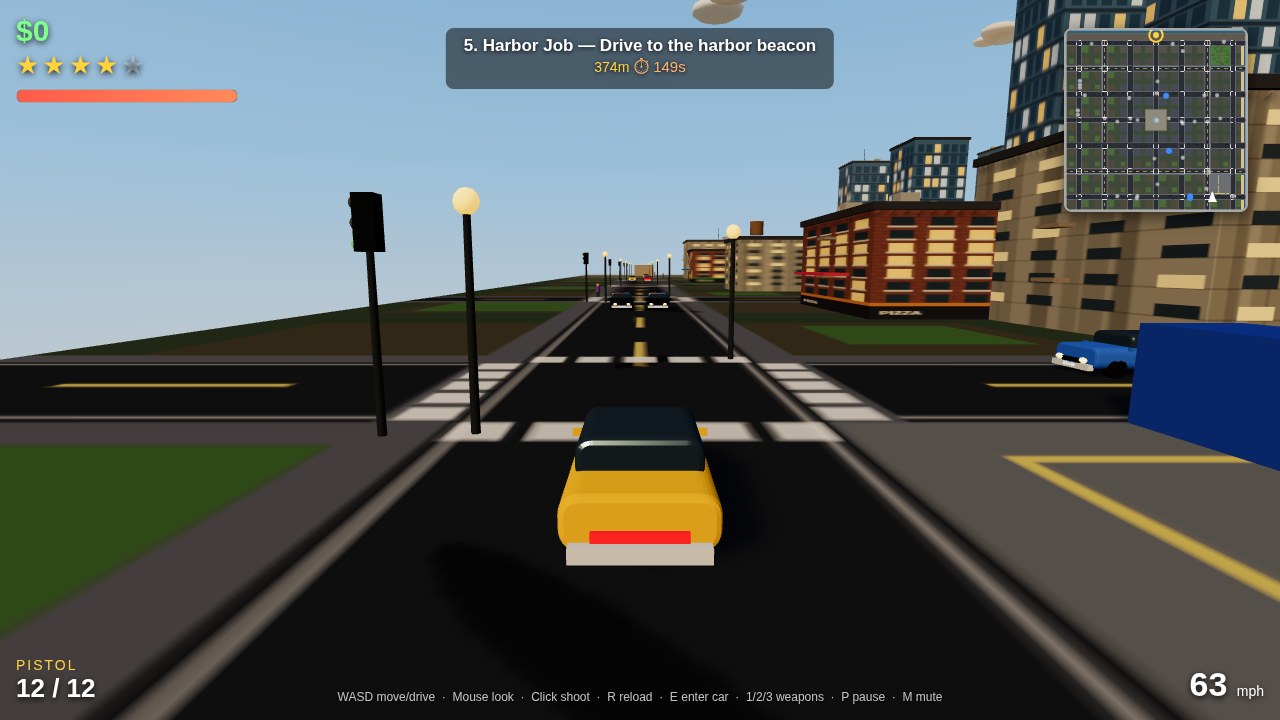 $0
5. Harbor Job — Drive to the harbor beacon
374m ⏱ 149s
PIZZA
PISTOL
12 / 12
WASD move/drive · Mouse look · Click shoot · R reload · E enter car · 1/2/3 weapons · P pause · M mute
63 mph